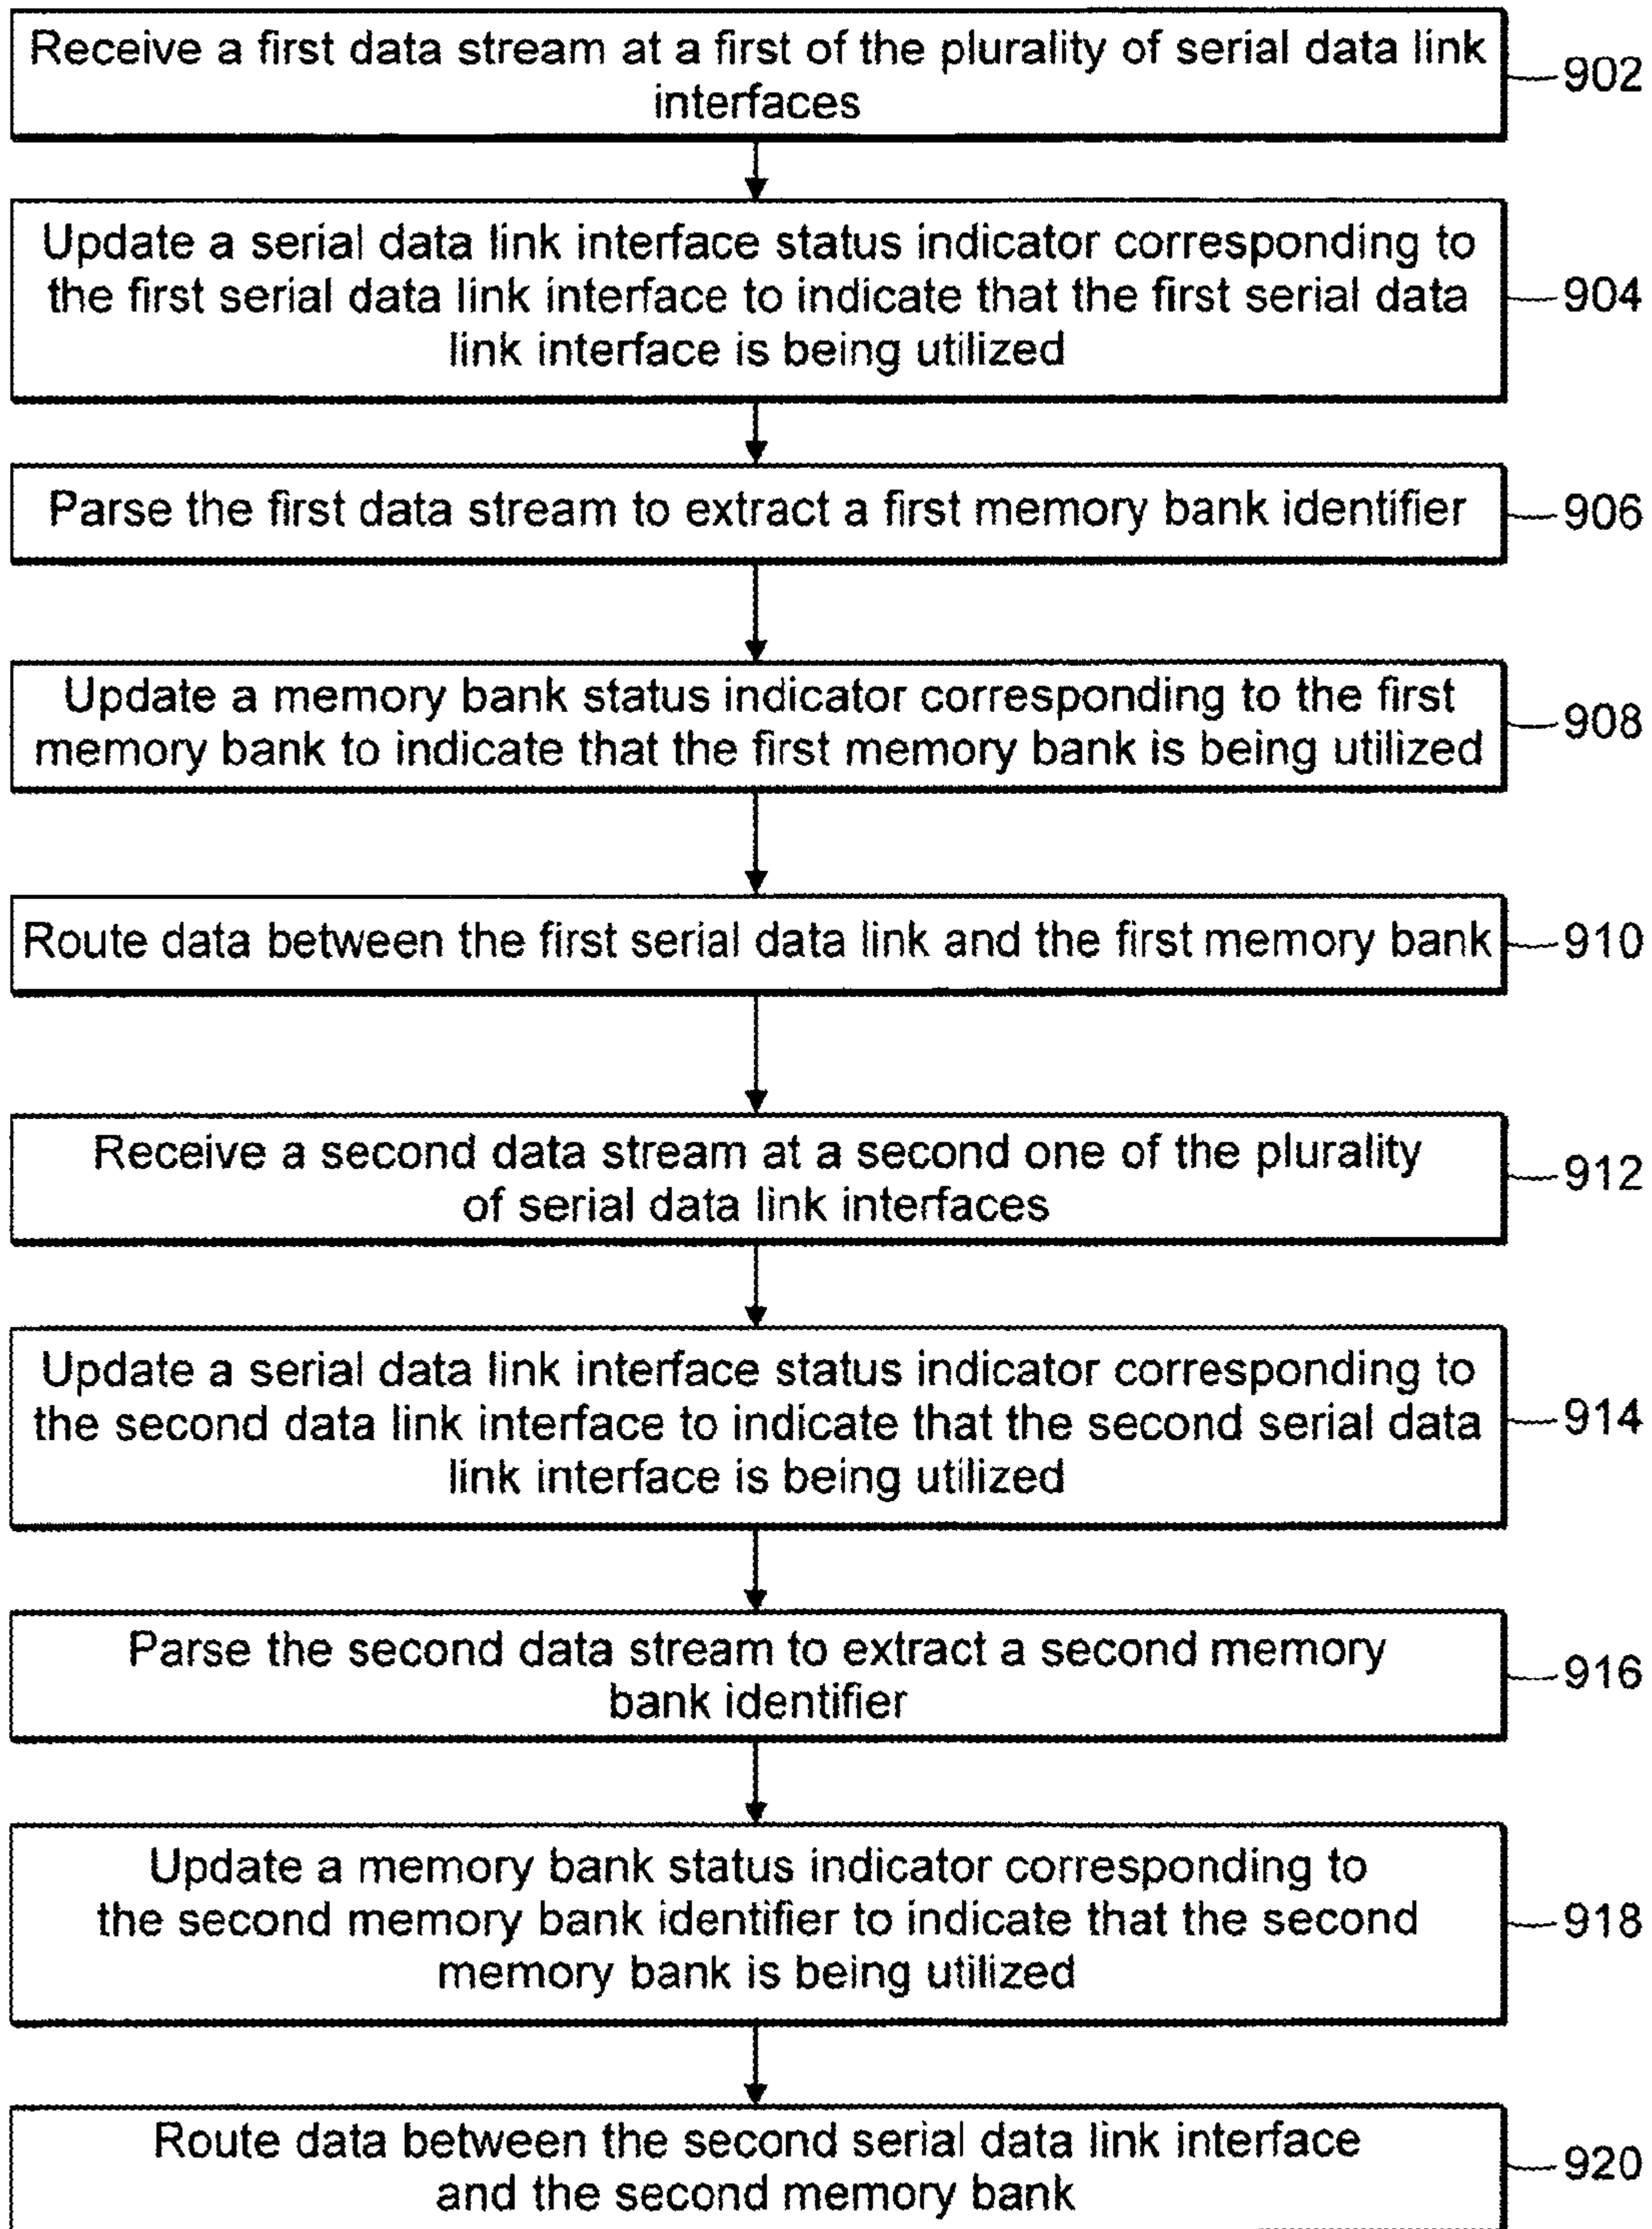 Receive a first data stream at a first of the plurality of serial data link
interfaces
902
Update a serial data link interface status indicator corresponding to
the first serial data link interface to indicate that the first serial data
link interface is being utilized
904
Parse the first data stream to extract a first memory bank identifier
906
Update a memory bank status indicator corresponding to the first
memory bank to indicate that the first memory bank is being utilized
908
Route data between the first serial data link and the first memory bank
910
Receive a second data stream at a second one of the plurality
of serial data link interfaces
912
Update a serial data link interface status indicator corresponding to
the second data link interface to indicate that the second serial data
link interface is being utilized
914
Parse the second data stream to extract a second memory
bank identifier
916
Update a memory bank status indicator corresponding to
the second memory bank identifier to indicate that the second
memory bank is being utilized
918
Route data between the second serial data link interface
and the second memory bank
920